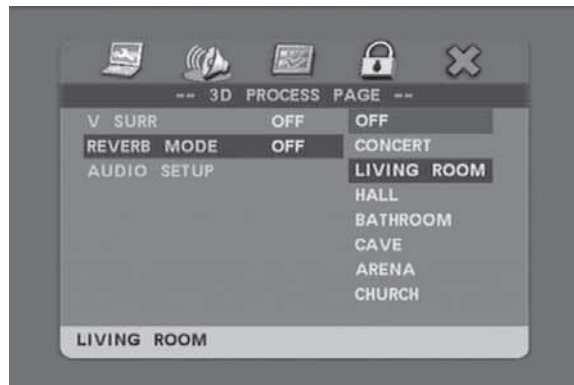 -- 3D PROCESS PAGE --
V SURR OFF OFF
REVERB MODE OFF CONCERT
AUDIO SETUP LIVING ROOM
HALL
BATHROOM
CAVE
ARENA
CHURCH
LIVING ROOM